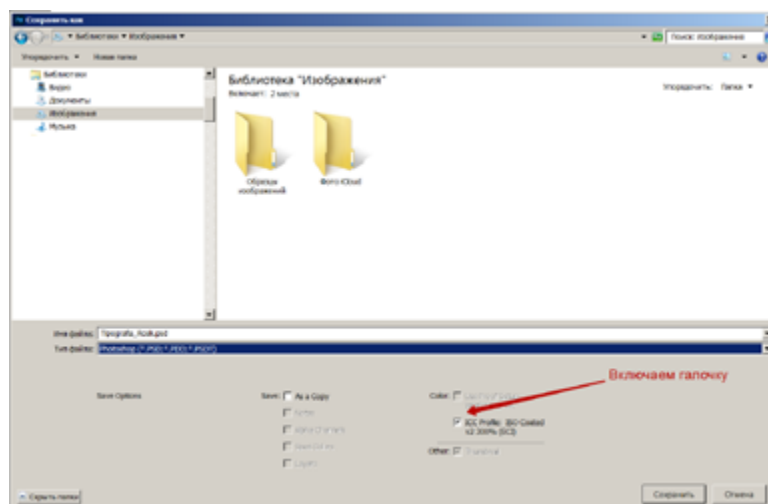 Сохранить как
Библиотеки ▸ Изображения ▸
Поиск: Изображения
Упорядочить ▾ Новая папка
Библиотеки
Видео
Документы
Изображения
Музыка
Библиотека "Изображения"
Включает: 2 места
Упорядочить: Папка ▾
Образцы
изображений
Фото iCloud
Имя файла:
Тип файла: Photoshop (*.PSD;*.PDD;*.PSDT)
Включаем галочку
Save Options
Save: As a Copy
Notes
Alpha Channels
Spot Colors
Layers
Color:
ICC Profile: ISO Coated
v2 300% (ECI)
Other: Thumbnail
Скрыть папки
Сохранить
Отмена